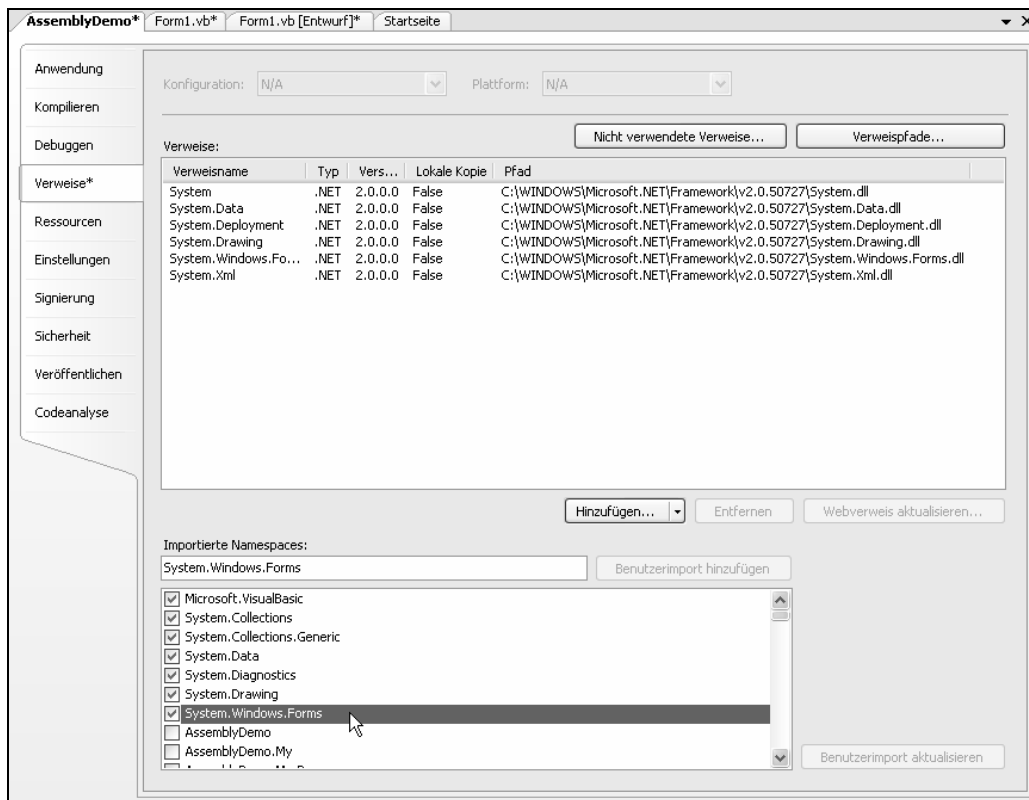 AssemblyDemo* Form1.vb* Form1.vb [Entwurf]* Startseite
Anwendung
Kompilieren
Debuggen
Verweise*
Ressourcen
Einstellungen
Signierung
Sicherheit
Veröffentlichen
Codeanalyse
Konfiguration: N/A Plattform: N/A
Nicht verwendete Verweise... Verweispfade...
Verweise:
Verweisname Typ Vers... Lokale Kopie Pfad
System .NET 2.0.0.0 False C:\WINDOWS\Microsoft.NET\Framework\v2.0.50727\System.dll
System.Data .NET 2.0.0.0 False C:\WINDOWS\Microsoft.NET\Framework\v2.0.50727\System.Data.dll
System.Deployment .NET 2.0.0.0 False C:\WINDOWS\Microsoft.NET\Framework\v2.0.50727\System.Deployment.dll
System.Drawing .NET 2.0.0.0 False C:\WINDOWS\Microsoft.NET\Framework\v2.0.50727\System.Drawing.dll
System.Windows.Fo... .NET 2.0.0.0 False C:\WINDOWS\Microsoft.NET\Framework\v2.0.50727\System.Windows.Forms.dll
System.Xml .NET 2.0.0.0 False C:\WINDOWS\Microsoft.NET\Framework\v2.0.50727\System.Xml.dll
Hinzufügen... Entfernen Webverweis aktualisieren...
Importierte Namespaces:
System.Windows.Forms Benutzerimport hinzufügen
Microsoft.VisualBasic
System.Collections
System.Collections.Generic
System.Data
System.Diagnostics
System.Drawing
System.Windows.Forms
AssemblyDemo
AssemblyDemo.My
Benutzerimport aktualisieren